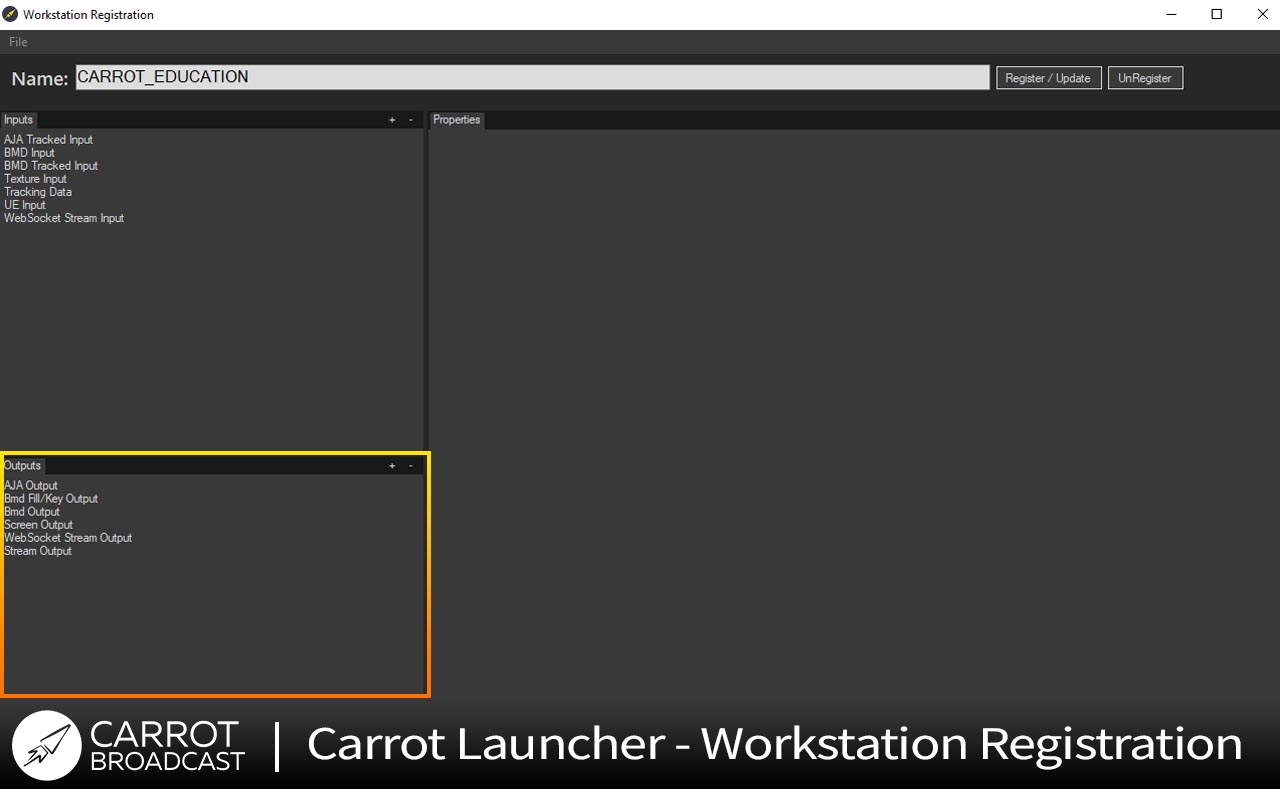 Workstation Registration
File
Name: CARROT_EDUCATION Register / Update UnRegister
Inputs + -
AJA Tracked Input
BMD Input
BMD Tracked Input
Texture Input
Tracking Data
UE Input
WebSocket Stream Input
Properties
Outputs + -
AJA Output
Bmd Fill/Key Output
Bmd Output
Screen Output
WebSocket Stream Output
Stream Output
CARROT
BROADCAST
Carrot Launcher - Workstation Registration